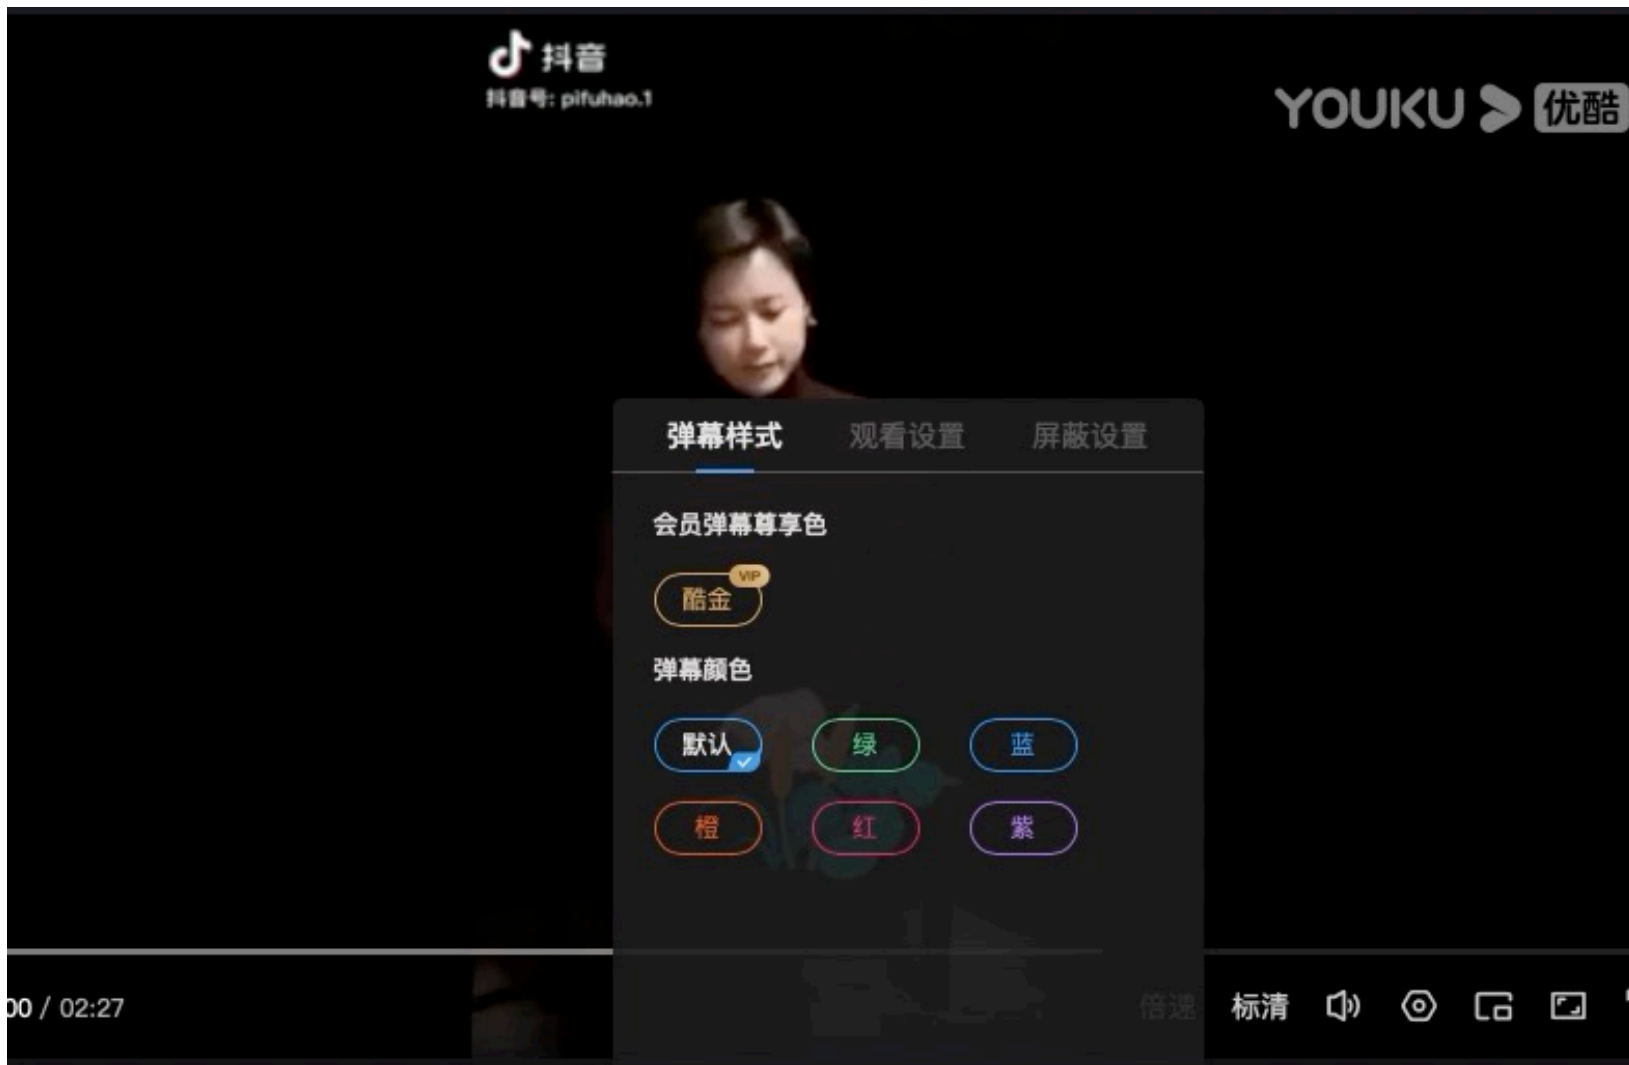 抖音
抖音号: pifuhao.1
YOUKU 优酷
弹幕样式 观看设置 屏蔽设置
会员弹幕尊享色
VIP
酷金
弹幕颜色
默认 绿 蓝
橙 红 紫
00 / 02:27 倍速 标清